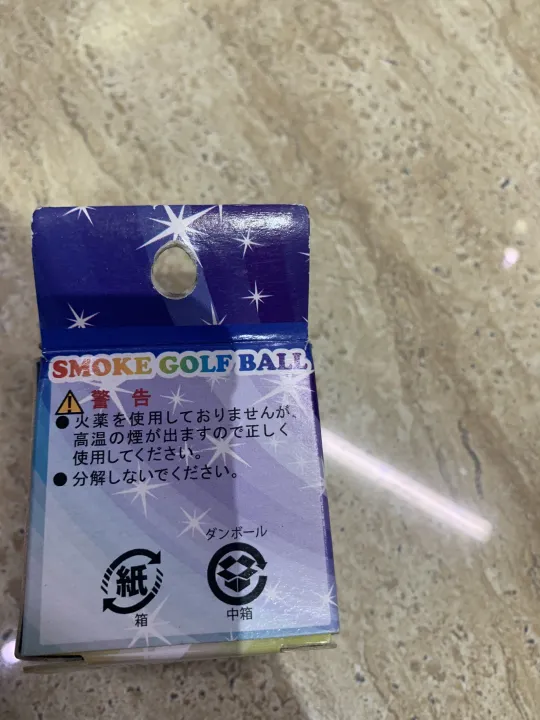 SMOKE GOLF BALL
警 告
● 火薬を使用しておりませんが、
高温の煙が出ますので正しく
使用してください。
● 分解しないでください。
ダンボール
紙
箱
中箱